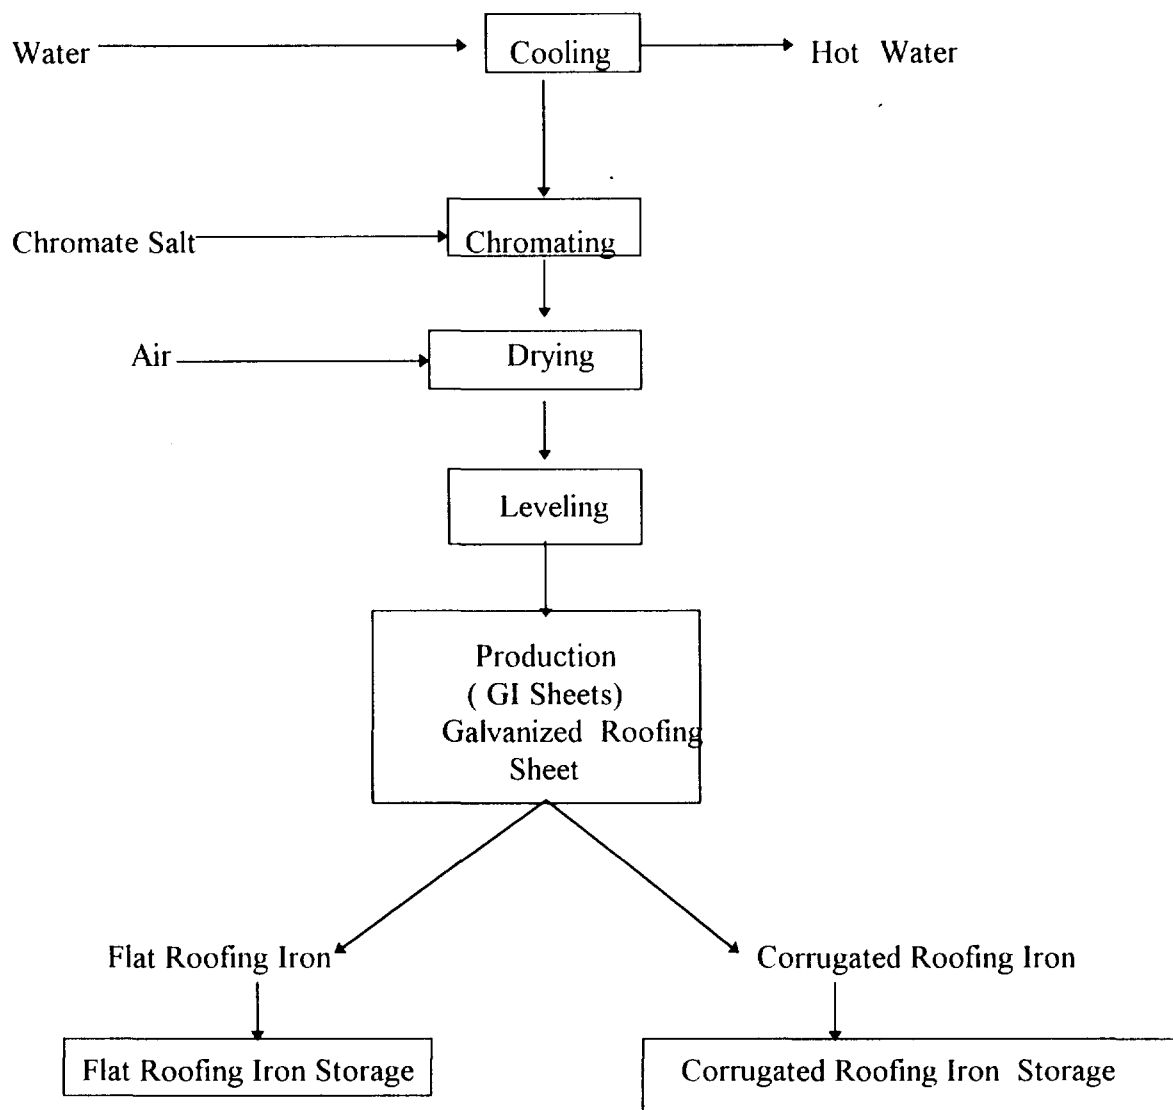 Water
Cooling
Hot Water
Chromate Salt
Chromating
Air
Drying
Leveling
Production
( GI Sheets)
Galvanized Roofing
Sheet
Flat Roofing Iron
Corrugated Roofing Iron
Flat Roofing Iron Storage
Corrugated Roofing Iron Storage